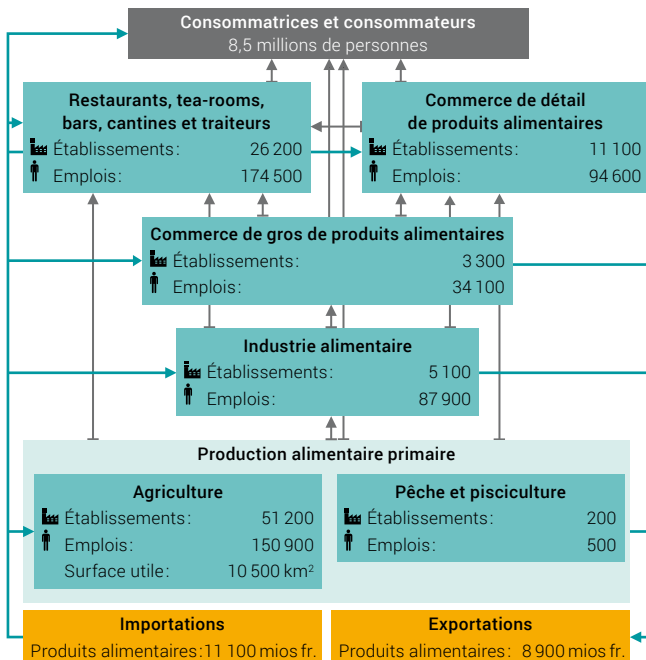 Consommatrices et consommateurs
8,5 millions de personnes
Restaurants, tea-rooms,
bars, cantines et traiteurs
Établissements: 26 200
Emplois: 174 500
Commerce de détail
de produits alimentaires
Établissements: 11 100
Emplois: 94 600
Commerce de gros de produits alimentaires
Établissements: 3 300
Emplois: 34 100
Industrie alimentaire
Établissements: 5 100
Emplois: 87 900
Production alimentaire primaire
Agriculture
Établissements: 51 200
Emplois: 150 900
Surface utile: 10 500 km²
Pêche et pisciculture
Établissements: 200
Emplois: 500
Importations
Produits alimentaires: 11 100 mios fr.
Exportations
Produits alimentaires: 8 900 mios fr.